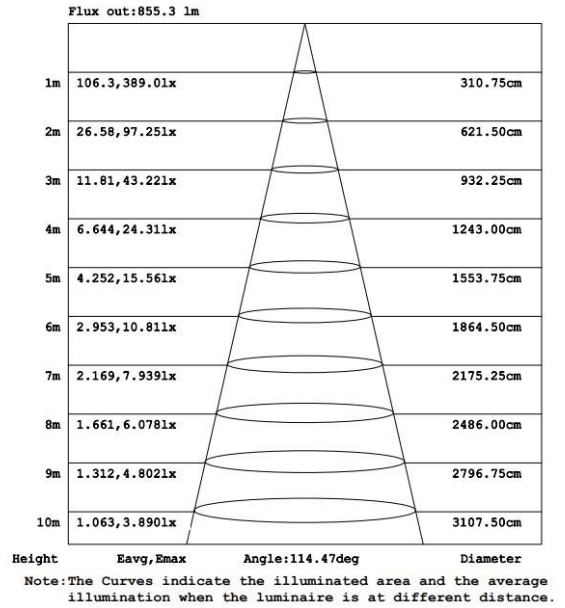 Flux out:855.3 lm
1m 106.3,389.0lx 310.75cm
2m 26.58,97.25lx 621.50cm
3m 11.81,43.22lx 932.25cm
4m 6.644,24.31lx 1243.00cm
5m 4.252,15.56lx 1553.75cm
6m 2.953,10.81lx 1864.50cm
7m 2.169,7.939lx 2175.25cm
8m 1.661,6.078lx 2486.00cm
9m 1.312,4.802lx 2796.75cm
10m 1.063,3.890lx 3107.50cm
Height Eavg,Emax Angle:114.47deg Diameter
Note:The Curves indicate the illuminated area and the average
illumination when the luminaire is at different distance.